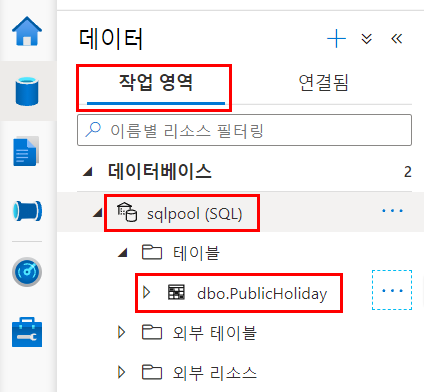 데이터
작업 영역
연결됨
이름별 리소스 필터링
데이터베이스 2
sqlpool (SQL)
테이블
dbo.PublicHoliday
외부 테이블
외부 리소스